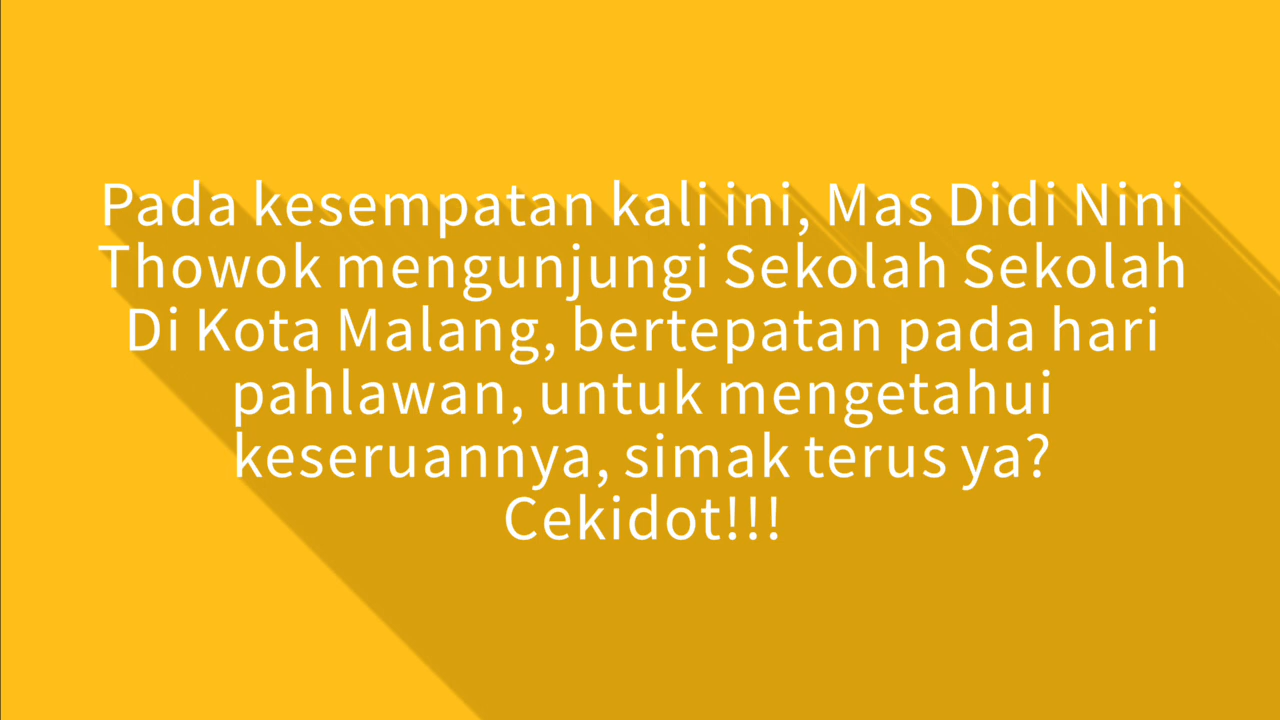 Pada kesempatan kali ini, Mas Didi Nini
Thowok mengunjungi Sekolah Sekolah
Di Kota Malang, bertepatan pada hari
pahlawan, untuk mengetahui
keseruannya, simak terus ya?
Cekidot!!!